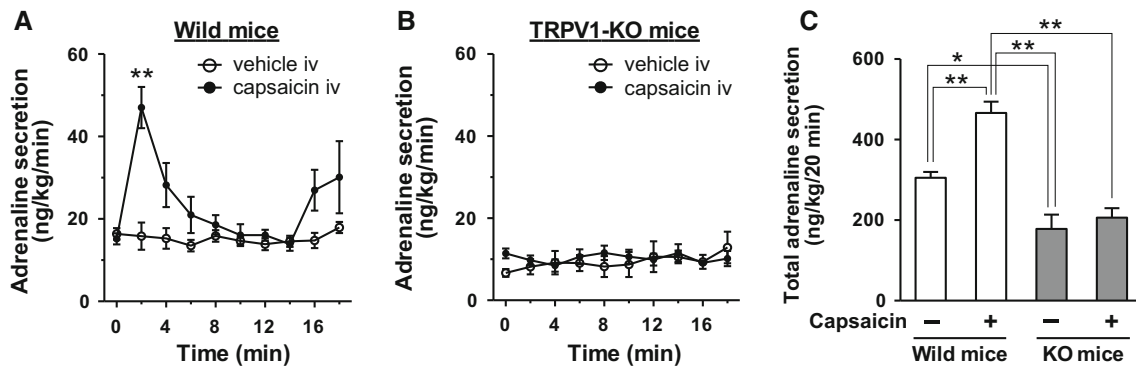 A
Wild mice
vehicle iv
capsaicin iv
**
Adrenaline secretion
(ng/kg/min)
60
40
20
0
0 4 8 12 16
Time (min)
B
TRPV1-KO mice
vehicle iv
capsaicin iv
Adrenaline secretion
(ng/kg/min)
60
40
20
0
0 4 8 12 16
Time (min)
C
**
**
*
**
Total adrenaline secretion
(ng/kg/20 min)
600
400
200
0
Capsaicin − + − +
Wild mice KO mice